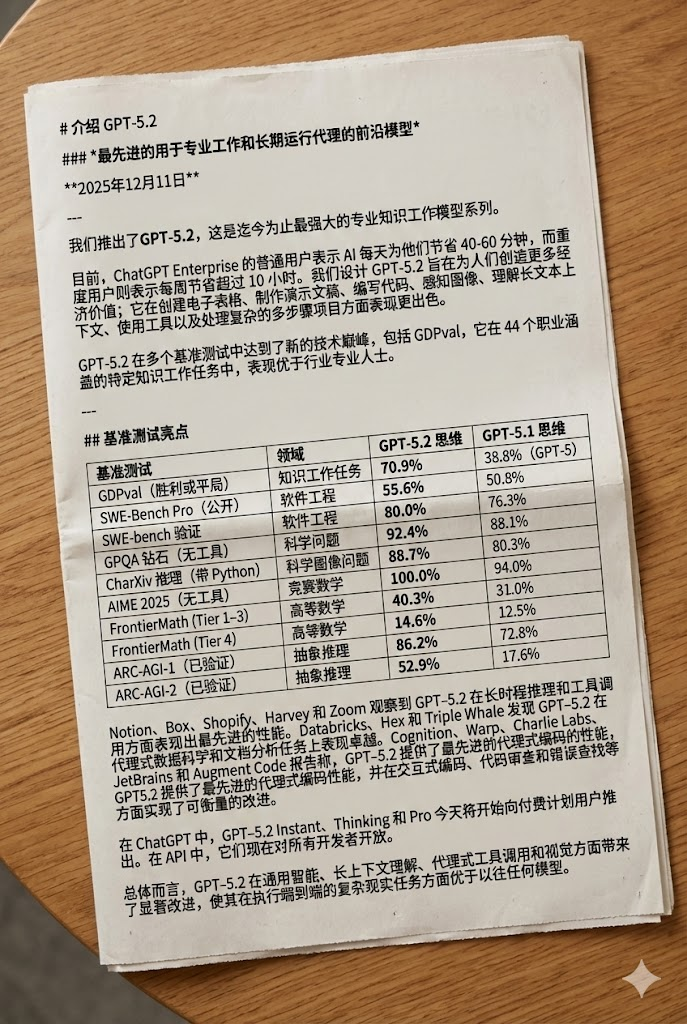 # 介绍 GPT-5.2
### *最先进的用于专业工作和长期运行代理的前沿模型*
**2025年12月11日**
---
我们推出了GPT-5.2，这是迄今为止最强大的专业知识工作模型系列。
目前，ChatGPT Enterprise 的普通用户表示 AI 每天为他们节省 40-60 分钟，而重
度用户则表示每周节省超过 10 小时。我们设计 GPT-5.2 旨在为人们创造更多经
济价值；它在创建电子表格、制作演示文稿、编写代码、感知图像、理解长文本上
下文、使用工具以及处理复杂的多步骤项目方面表现更出色。
GPT-5.2 在多个基准测试中达到了新的技术巅峰，包括 GDPval，它在 44 个职业涵
盖的特定知识工作任务中，表现优于行业专业人士。
---
## 基准测试亮点
基准测试 领域 GPT-5.2 思维 GPT-5.1 思维
GDPval（胜利或平局） 知识工作任务 70.9% 38.8%（GPT-5）
SWE-Bench Pro（公开） 软件工程 55.6% 50.8%
SWE-bench 验证 软件工程 80.0% 76.3%
GPQA 钻石（无工具） 科学问题 92.4% 88.1%
CharXiv 推理（带 Python） 科学图像问题 88.7% 80.3%
AIME 2025（无工具） 竞赛数学 100.0% 94.0%
FrontierMath (Tier 1–3) 高等数学 40.3% 31.0%
FrontierMath (Tier 4) 高等数学 14.6% 12.5%
ARC-AGI-1（已验证） 抽象推理 86.2% 72.8%
ARC-AGI-2（已验证） 抽象推理 52.9% 17.6%
Notion、Box、Shopify、Harvey 和 Zoom 观察到 GPT-5.2 在长时程推理和工具调
用方面表现出最先进的性能。Databricks、Hex 和 Triple Whale 发现 GPT-5.2 在
代理式数据科学和文档分析任务上表现卓越。Cognition、Warp、Charlie Labs、
JetBrains 和 Augment Code 报告称，GPT-5.2 提供了最先进的代理式编码的性能，
GPT5.2 提供了最先进的代理式编码性能，并在交互式编码、代码审查和错误查找等
方面实现了可衡量的改进。
在 ChatGPT 中，GPT-5.2 Instant、Thinking 和 Pro 今天将开始向付费计划用户推
出。在 API 中，它们现在对所有开发者开放。
总体而言，GPT-5.2 在通用智能、长上下文理解、代理式工具调用和视觉方面带来
了显著改进，使其在执行端到端的复杂现实任务方面优于以往任何模型。